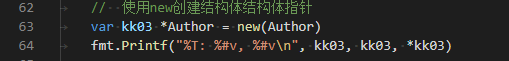 62 // 使用new创建结构体结构体指针
63 var kk03 *Author = new(Author)
64 fmt.Printf("%T: %#v, %#v\n", kk03, kk03, *kk03)